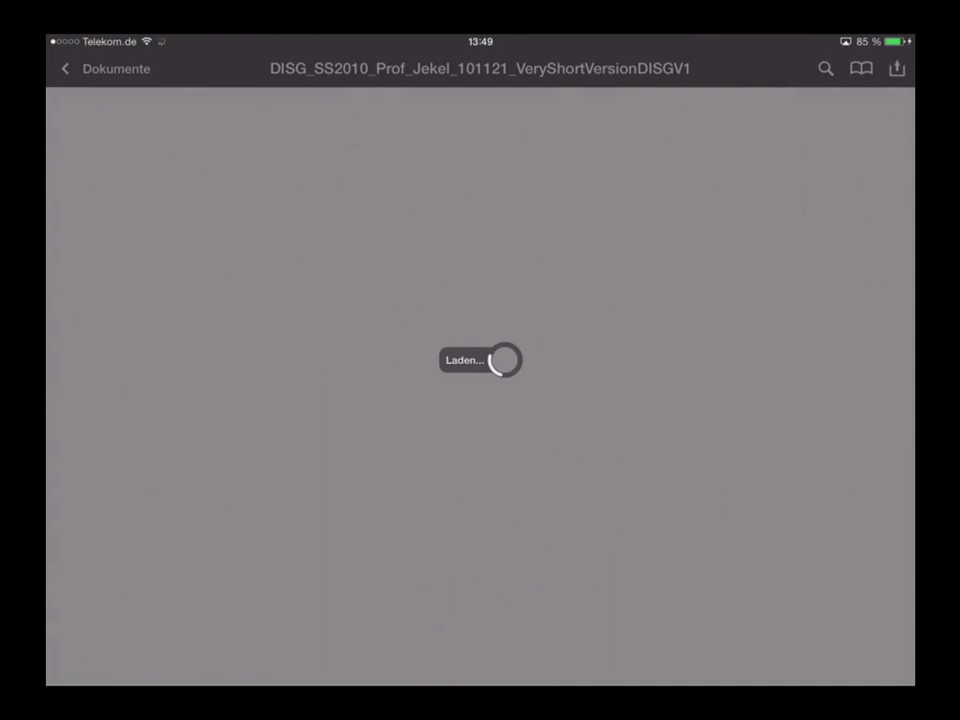 Telekom.de 13:49 85 %
Dokumente DISG_SS2010_Prof_Jekel_101121_VeryShortVersionDISGV1
Laden...